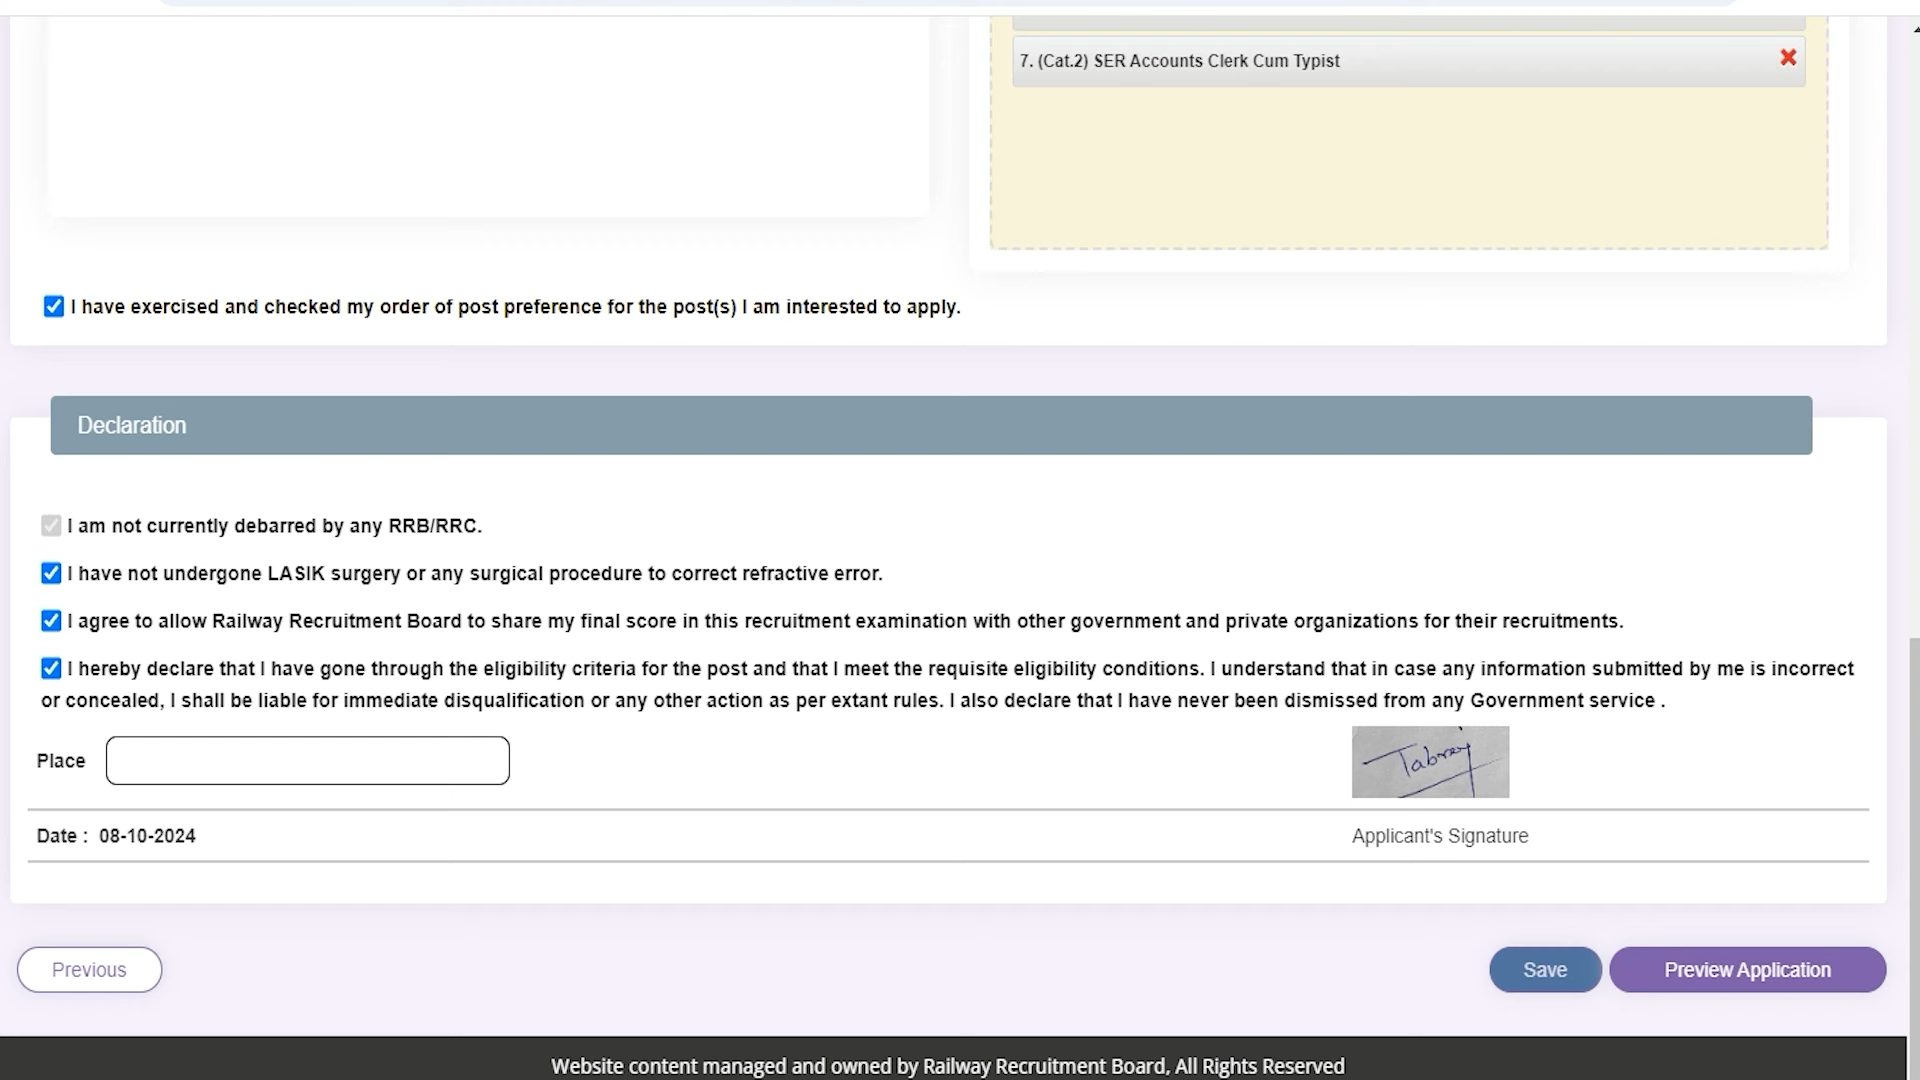 7. (Cat.2) SER Accounts Clerk Cum Typist
I have exercised and checked my order of post preference for the post(s) I am interested to apply.
Declaration
I am not currently debarred by any RRB/RRC.
I have not undergone LASIK surgery or any surgical procedure to correct refractive error.
I agree to allow Railway Recruitment Board to share my final score in this recruitment examination with other government and private organizations for their recruitments.
I hereby declare that I have gone through the eligibility criteria for the post and that I meet the requisite eligibility conditions. I understand that in case any information submitted by me is incorrect
or concealed, I shall be liable for immediate disqualification or any other action as per extant rules. I also declare that I have never been dismissed from any Government service .
Place
Date : 08-10-2024
Applicant's Signature
Previous
Save
Preview Application
Website content managed and owned by Railway Recruitment Board, All Rights Reserved